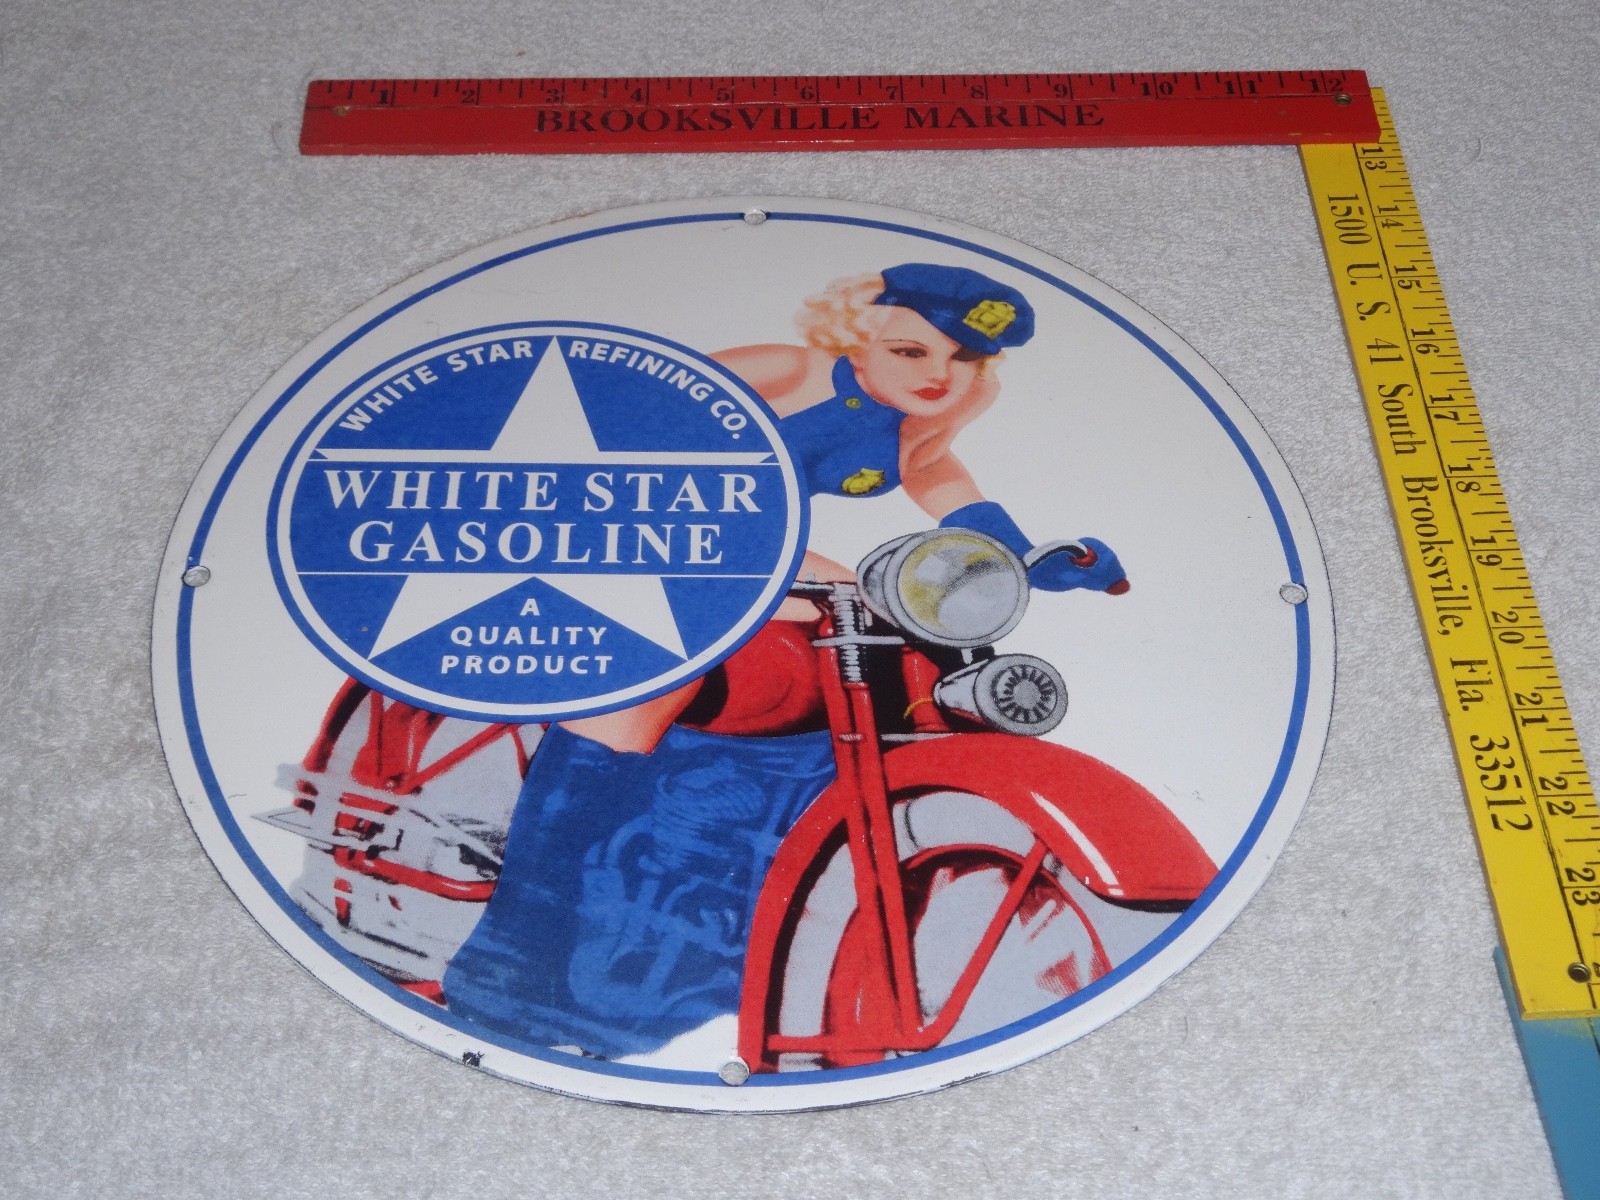 1 2 3 4 5 6 7 8 9 10 11 12
BROOKSVILLE MARINE
13 14 15 16 17 18 19 20 21 22 23
1500 U. S. 41 South Brooksville, Fla. 33512
WHITE STAR REFINING CO.
WHITE STAR
GASOLINE
A
QUALITY
PRODUCT